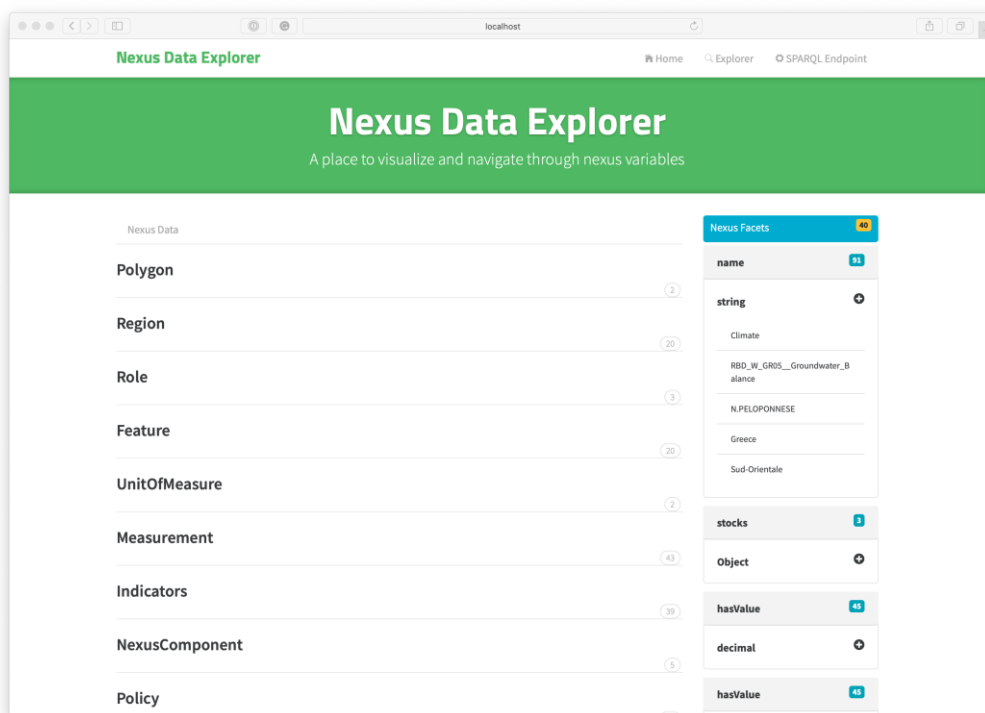 localhost
Nexus Data Explorer
Home
Explorer
SPARQL Endpoint
Nexus Data Explorer
A place to visualize and navigate through nexus variables
Nexus Data
Polygon
2
Region
20
Role
3
Feature
20
UnitOfMeasure
2
Measurement
43
Indicators
39
NexusComponent
5
Policy
Nexus Facets
40
name
91
string
Climate
RBD_W_GR05__Groundwater_B
alance
N.PELOPONNESE
Greece
Sud-Orientale
stocks
3
Object
hasValue
45
decimal
hasValue
45